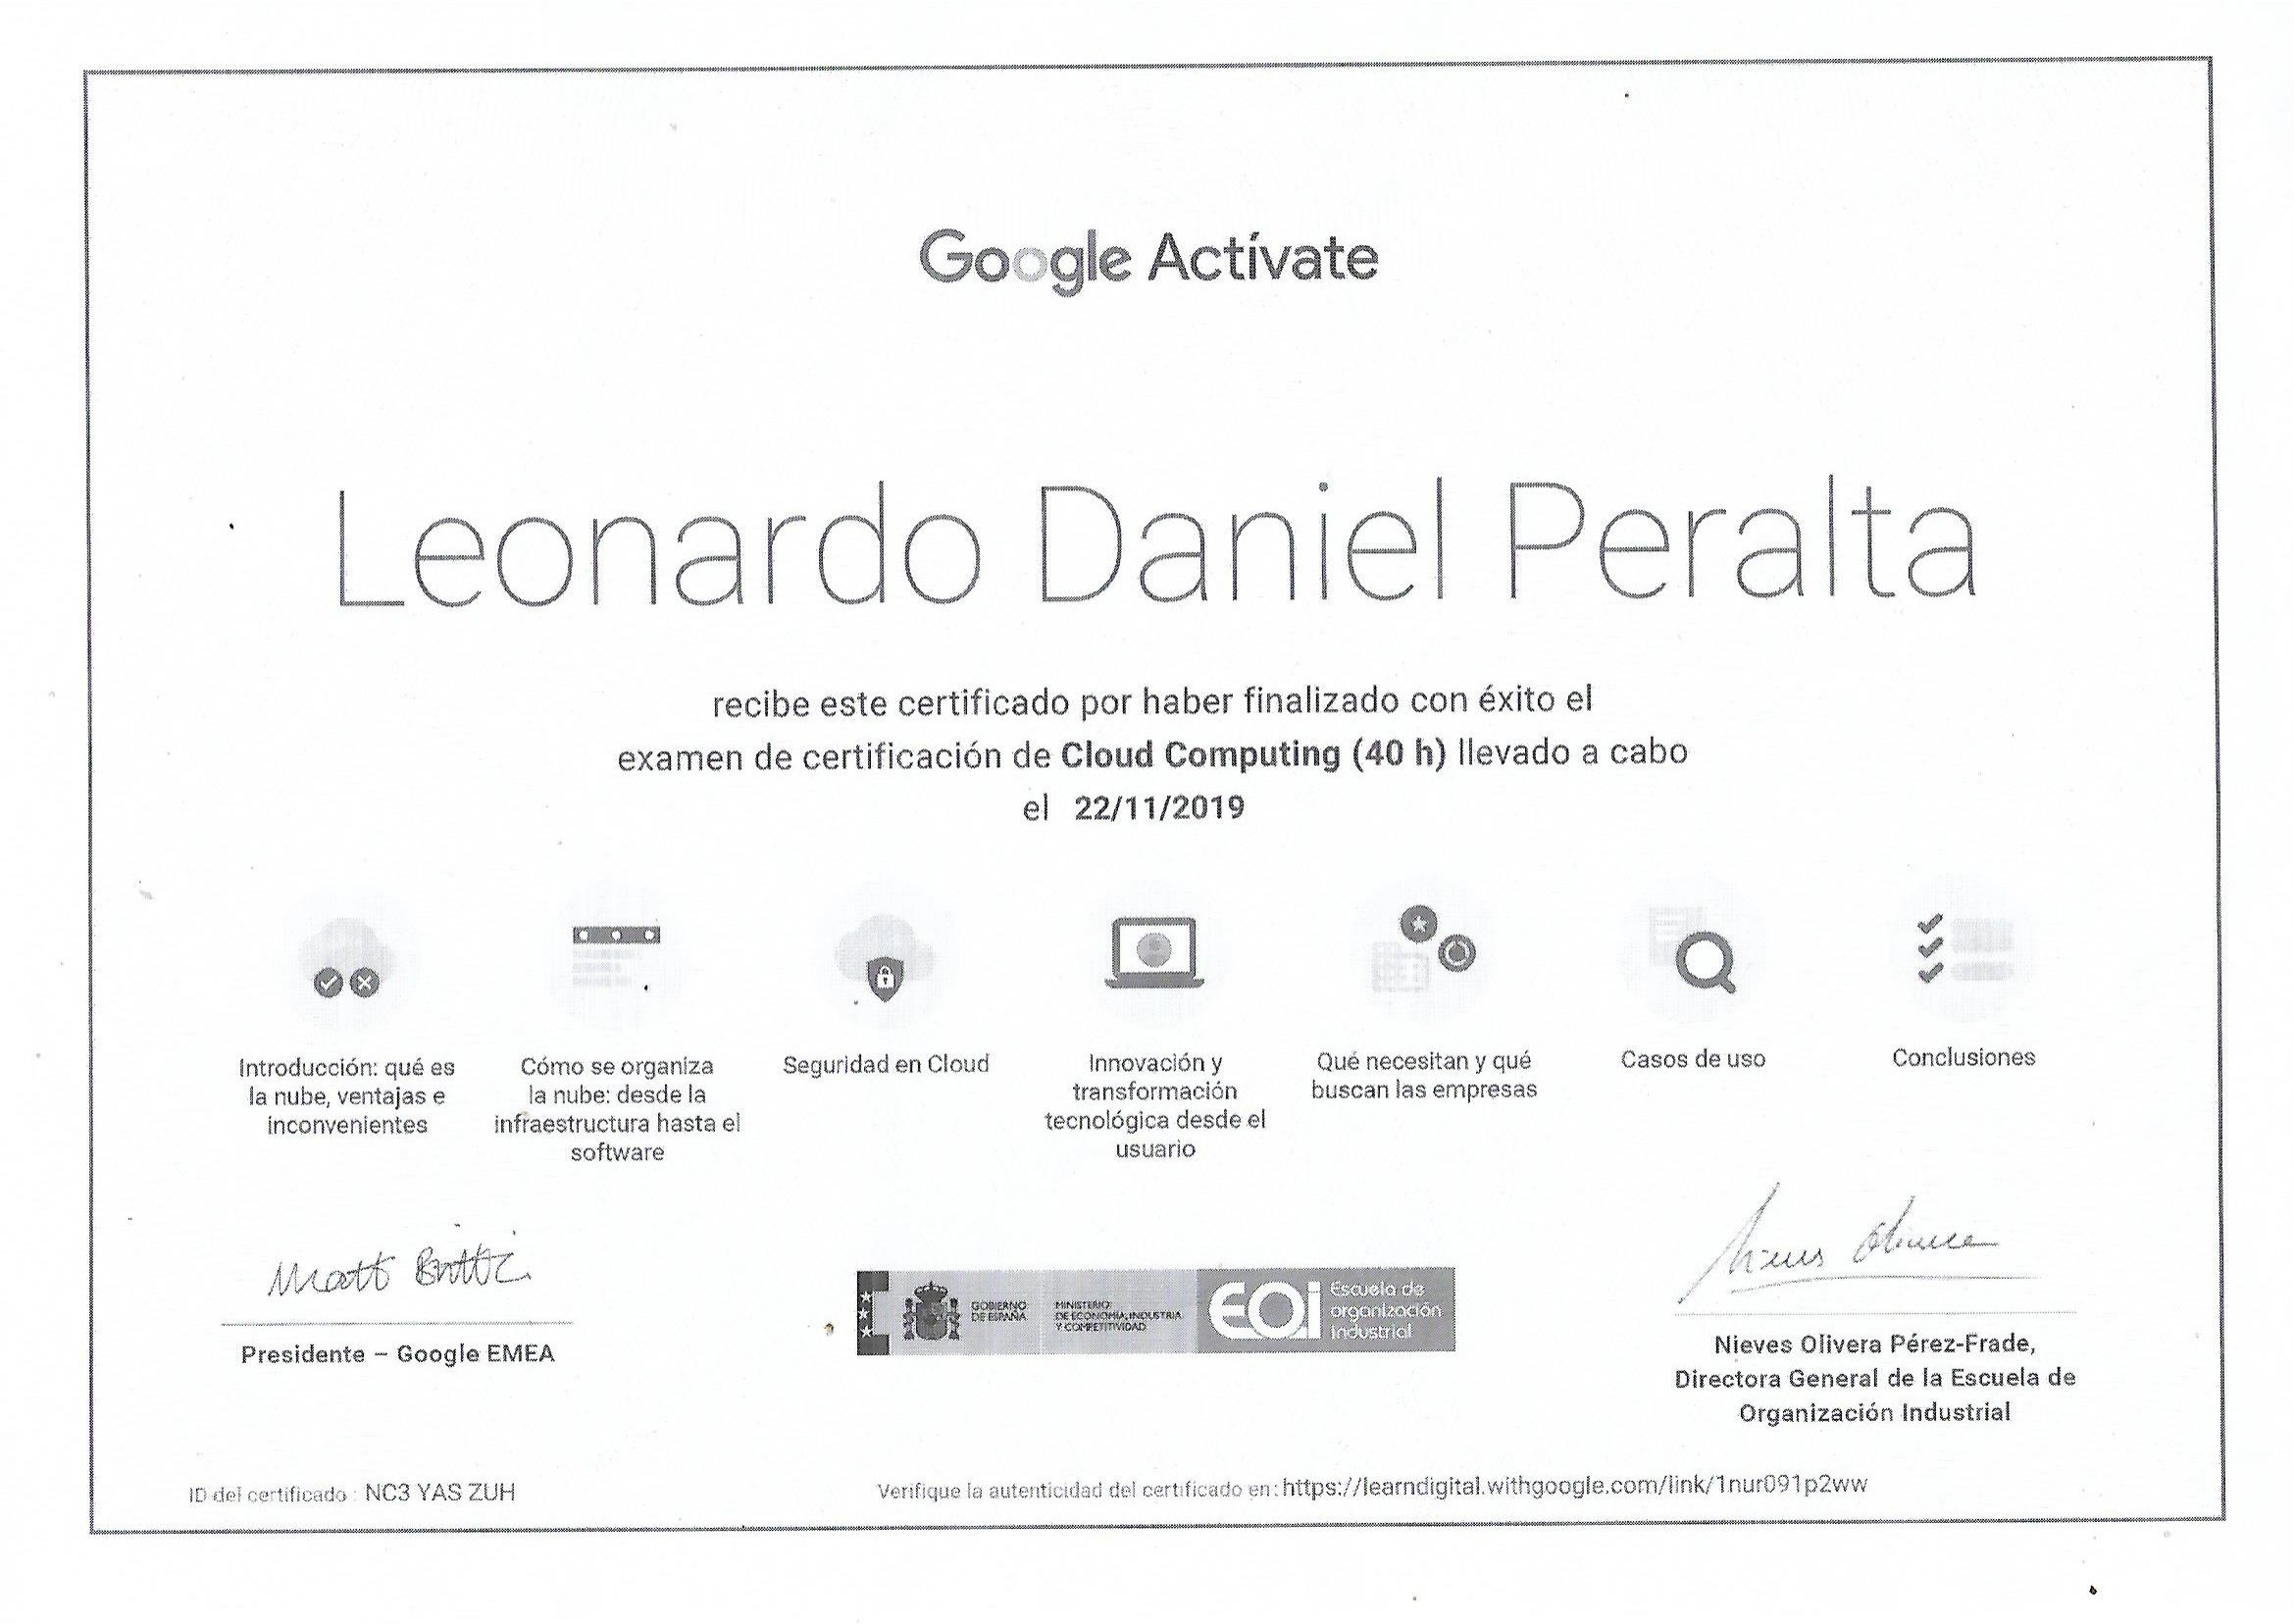 Google Actívate
Leonardo Daniel Peralta
recibe este certificado por haber finalizado con éxito el
examen de certificación de Cloud Computing (40 h) llevado a cabo
el 22/11/2019
Introducción: qué es
la nube, ventajas e
inconvenientes
Cómo se organiza
la nube: desde la
infraestructura hasta el
software
Seguridad en Cloud
Innovación y
transformación
tecnológica desde el
usuario
Qué necesitan y qué
buscan las empresas
Casos de uso
Conclusiones
Matt Brittin
Presidente – Google EMEA
GOBIERNO
DE ESPAÑA
MINISTERIO
DE ECONOMÍA, INDUSTRIA
Y COMPETITIVIDAD
EOi
Escuela de
organización
industrial
Nieves Olivera
Nieves Olivera Pérez-Frade,
Directora General de la Escuela de
Organización Industrial
ID del certificado : NC3 YAS ZUH
Verifique la autenticidad del certificado en: https://learndigital.withgoogle.com/link/1nur091p2ww